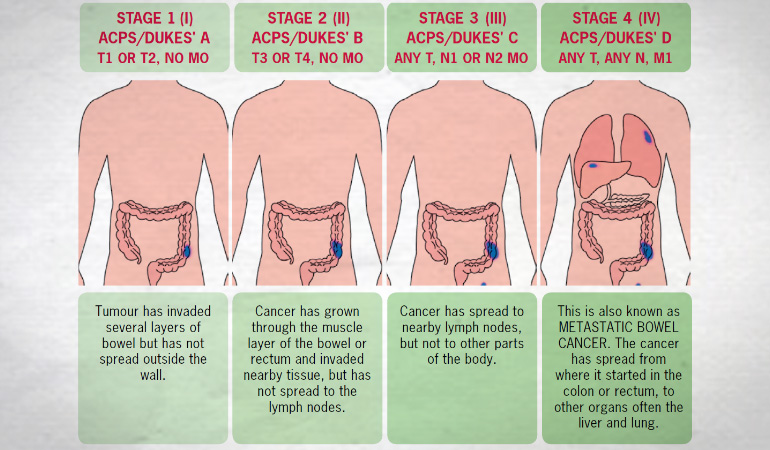 STAGE 1 (I)
ACPS/DUKES' A
T1 OR T2, NO MO
STAGE 2 (II)
ACPS/DUKES' B
T3 OR T4, NO MO
STAGE 3 (III)
ACPS/DUKES' C
ANY T, N1 OR N2 MO
STAGE 4 (IV)
ACPS/DUKES' D
ANY T, ANY N, M1
Tumour has invaded
several layers of
bowel but has not
spread outside the
wall.
Cancer has grown
through the muscle
layer of the bowel or
rectum and invaded
nearby tissue, but has
not spread to the
lymph nodes.
Cancer has spread to
nearby lymph nodes,
but not to other parts
of the body.
This is also known as
METASTATIC BOWEL
CANCER. The cancer
has spread from
where it started in the
colon or rectum, to
other organs often the
liver and lung.